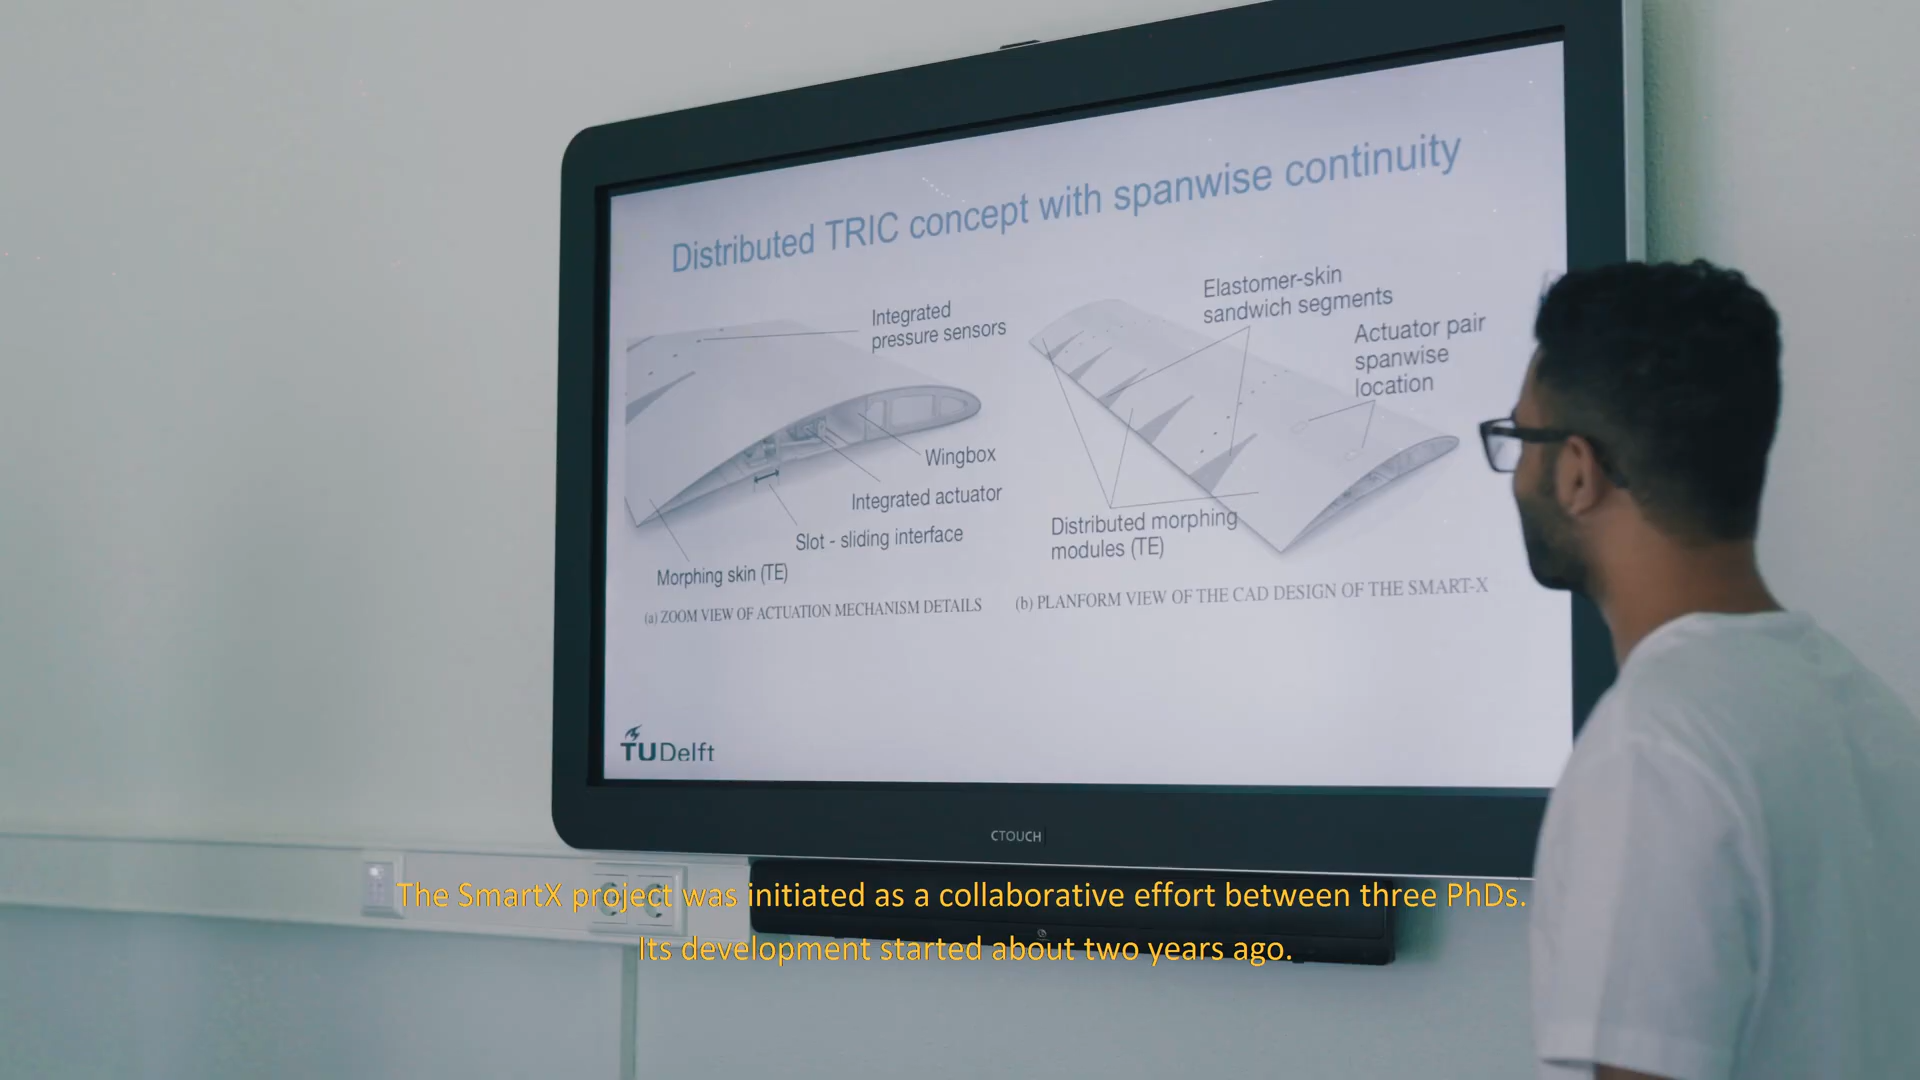 Distributed TRIC concept with spanwise continuity
Integrated
pressure sensors
Wingbox
Integrated actuator
Slot - sliding interface
Morphing skin (TE)
(a) ZOOM VIEW OF ACTUATION MECHANISM DETAILS
Elastomer-skin
sandwich segments
Actuator pair
spanwise
location
Distributed morphing
modules (TE)
(b) PLANFORM VIEW OF THE CAD DESIGN OF THE SMART-X
TU Delft
CTOUCH
The SmartX project was initiated as a collaborative effort between three PhDs.
Its development started about two years ago.